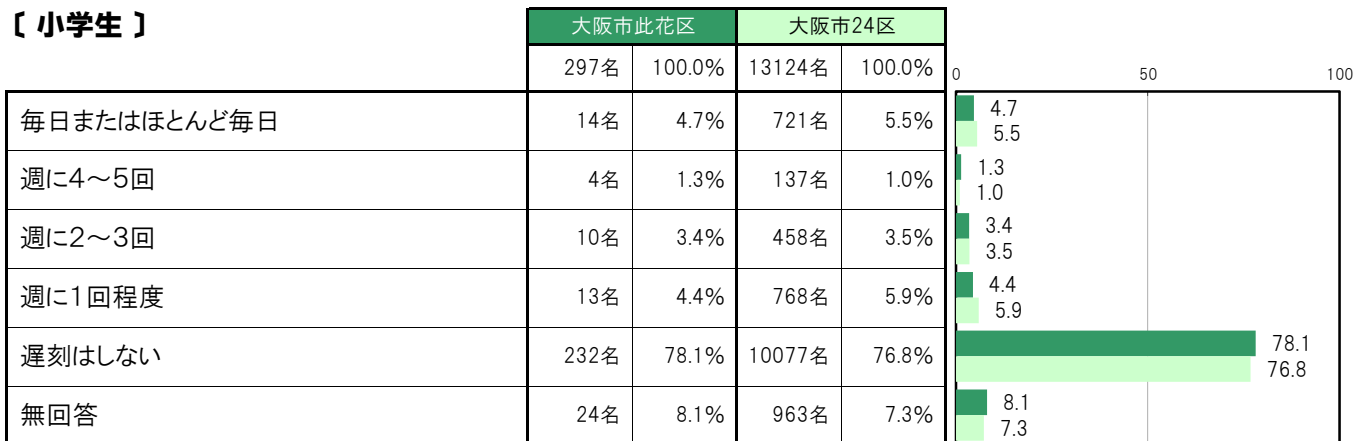 〔 小学生 〕
大阪市此花区 大阪市24区
297名 100.0% 13124名 100.0%
0 50 100
毎日またはほとんど毎日 14名 4.7% 721名 5.5%
4.7
5.5
週に4～5回 4名 1.3% 137名 1.0%
1.3
1.0
週に2～3回 10名 3.4% 458名 3.5%
3.4
3.5
週に1回程度 13名 4.4% 768名 5.9%
4.4
5.9
遅刻はしない 232名 78.1% 10077名 76.8%
78.1
76.8
無回答 24名 8.1% 963名 7.3%
8.1
7.3